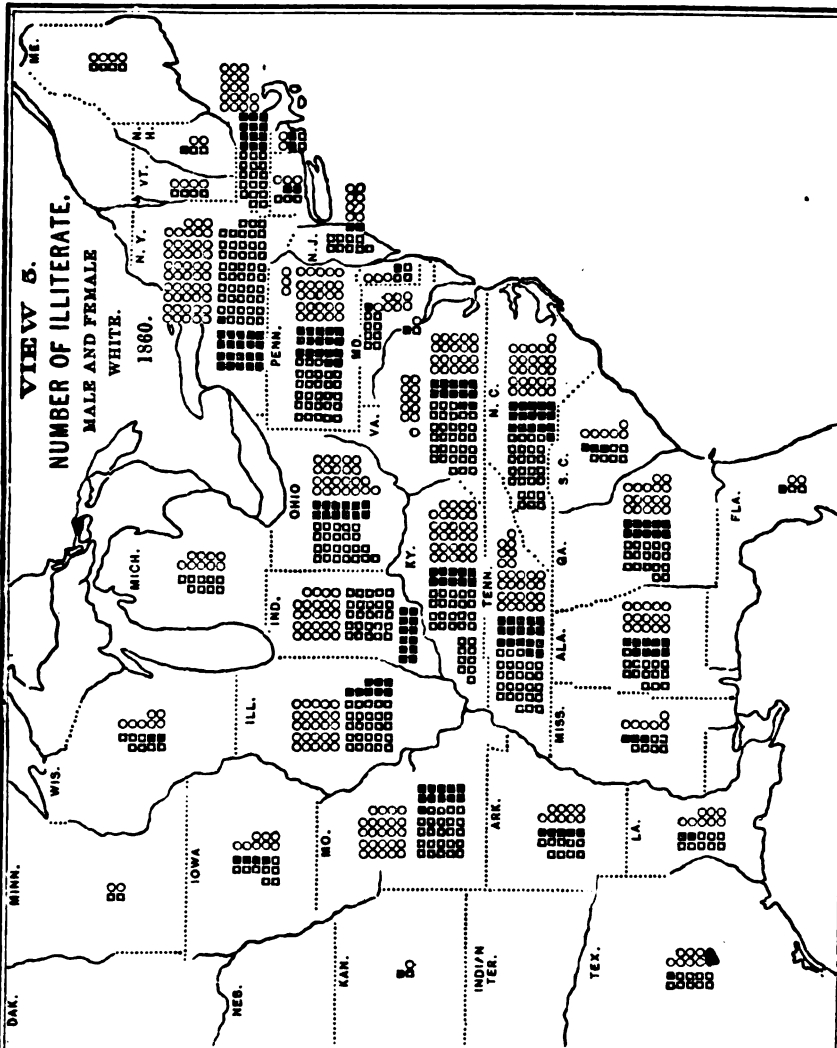 VIEW 5.
NUMBER OF ILLITERATE.
MALE AND FEMALE
WHITE.
1860.
DAK.
MINN.
WIS.
MICH.
N. Y.
VT.
N. H.
ME.
NEB.
IOWA
ILL.
IND.
OHIO
PENN.
N.J.
KAN.
MO.
KY.
VA.
MD.
INDI/N
TER.
ARK.
TENN.
N. C.
TEX.
LA.
MISS.
ALA.
GA.
S. C.
FLA.